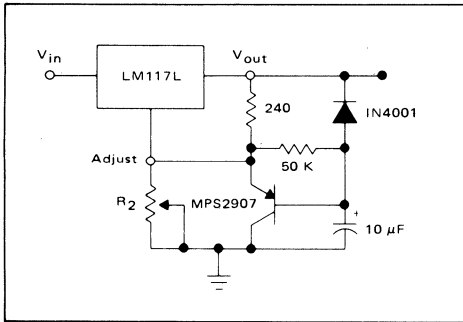 Vin
Vout
LM117L
240
IN4001
Adjust
50 K
R2
MPS2907
+
10 μF